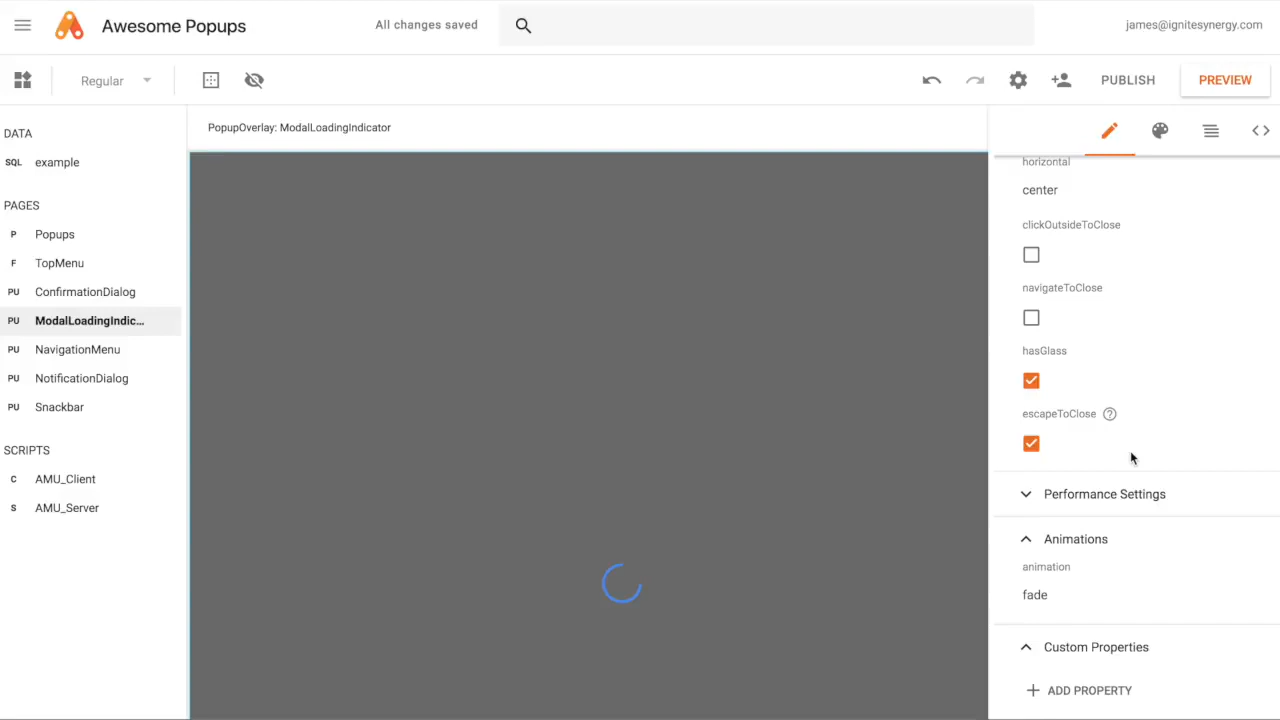 Awesome Popups
All changes saved
james@ignitesynergy.com
Regular
PUBLISH
PREVIEW
DATA
SQL example
PAGES
P Popups
F TopMenu
PU ConfirmationDialog
PU ModalLoadingIndic...
PU NavigationMenu
PU NotificationDialog
PU Snackbar
SCRIPTS
C AMU_Client
S AMU_Server
PopupOverlay: ModalLoadingIndicator
horizontal
center
clickOutsideToClose
navigateToClose
hasGlass
escapeToClose ?
Performance Settings
Animations
animation
fade
Custom Properties
+ ADD PROPERTY